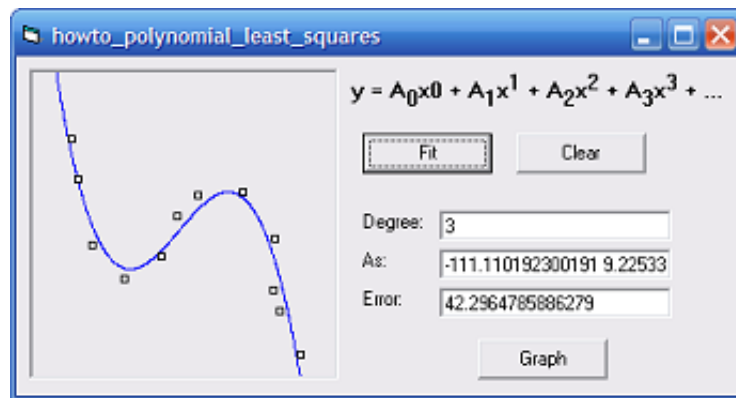 howto_polynomial_least_squares
y = A₀x0 + A₁x¹ + A₂x² + A₃x³ + ...
Fit Clear
Degree: 3
As: -111.110192300191 9.22533
Error: 42.2964785886279
Graph